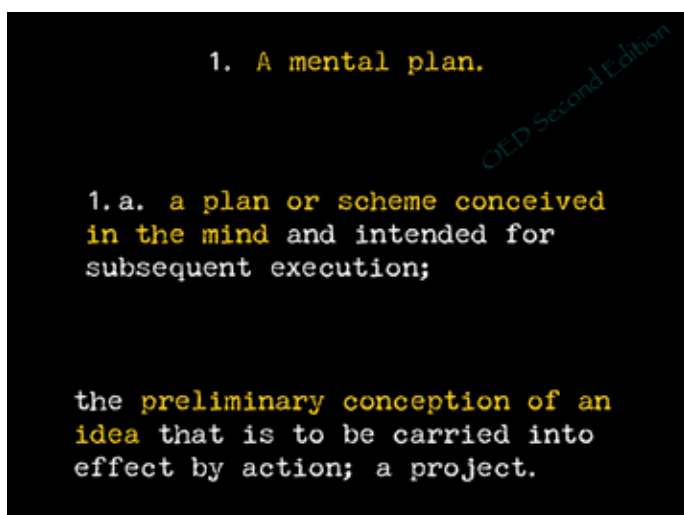 1. A mental plan.
OED Second Edition
1. a. a plan or scheme conceived
in the mind and intended for
subsequent execution;
the preliminary conception of an
idea that is to be carried into
effect by action; a project.